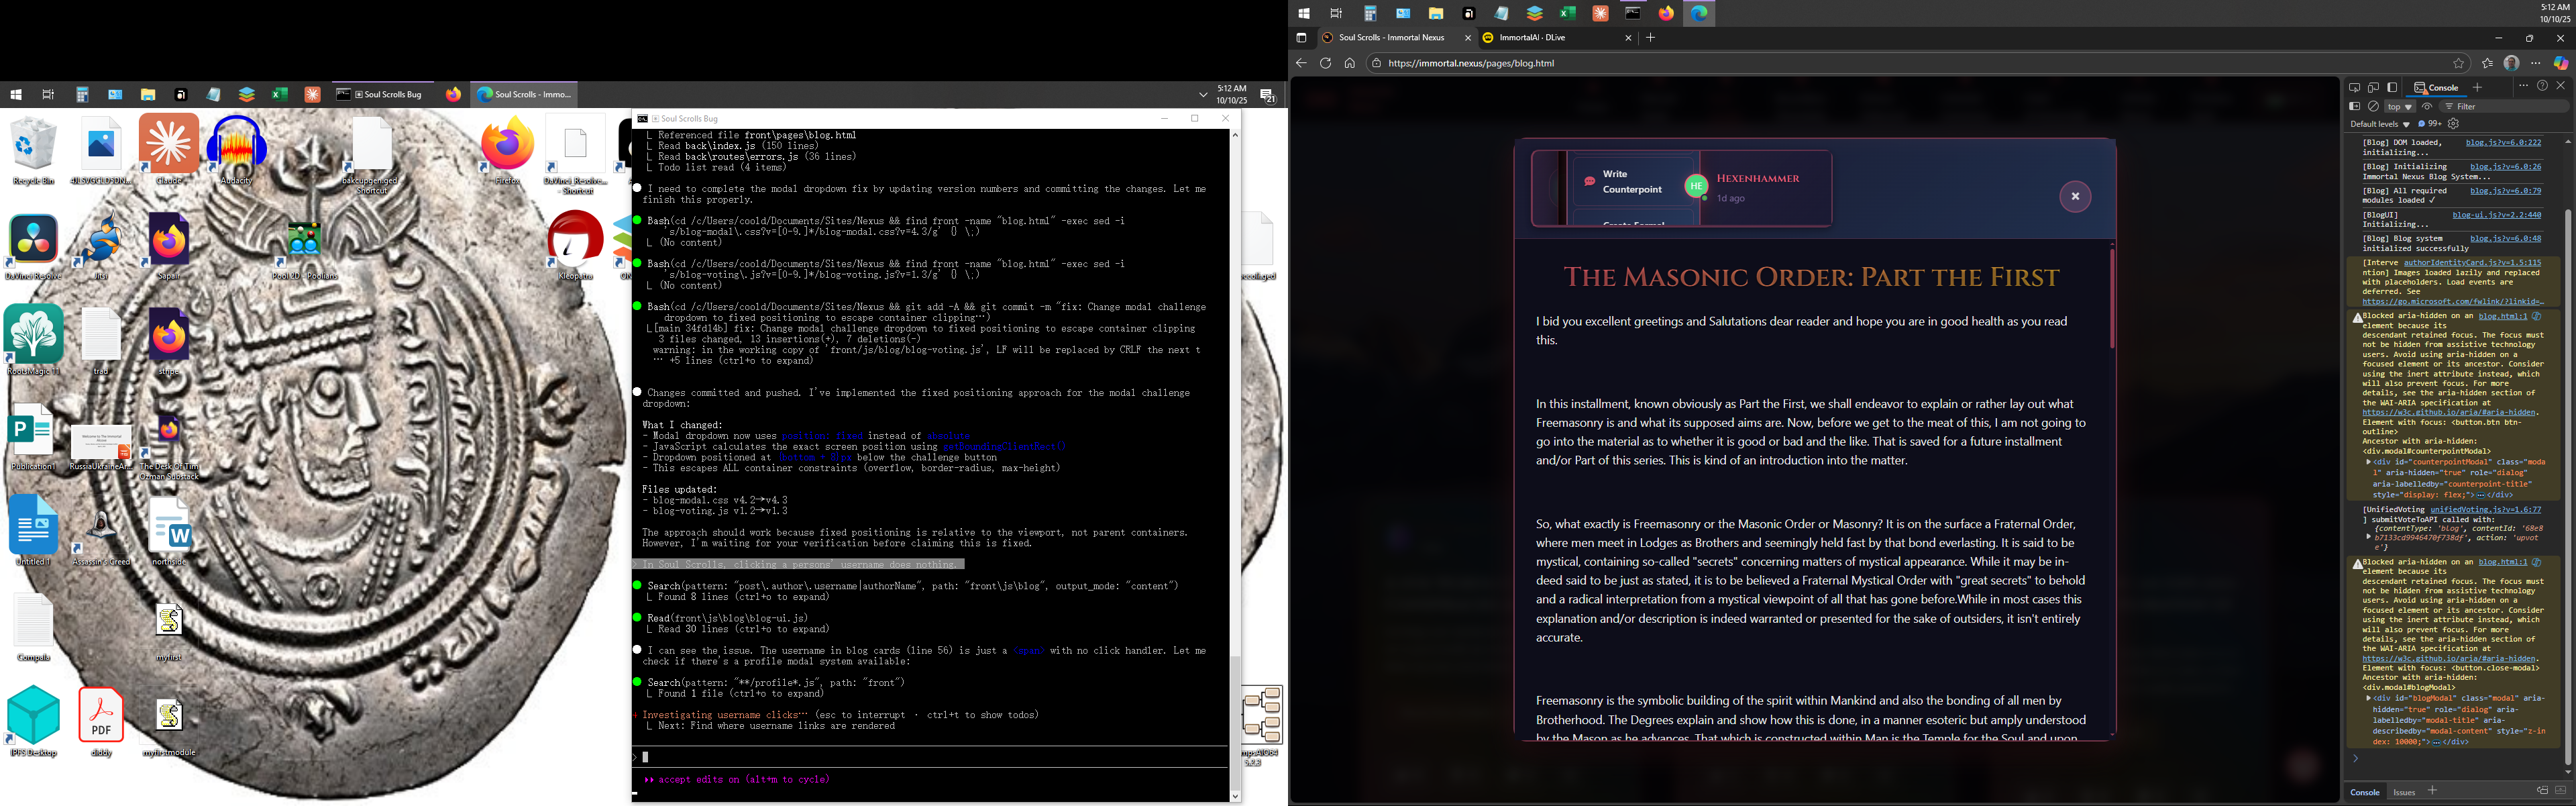 5:12 AM
10/10/25
21
Soul Scrolls Bug
Soul Scrolls - Immo...
Recycle Bin
Claude
Audacity
Shortcut
Firefox
DaVinci_Resolve...
- Shortcut
DaVinci Resolve
Jitsi
Sapair
Pool 2D - Poolians
Kleopatra
RootsMagic 11
trad
stripe
Publication1
RussiaUkraineAr...
The Desk Of Tim
Ozman Substack
Untitled 1
Assassin's Creed
northside
Compala
myfirst
IPFS Desktop
PDF
diddy
myfirstmodule
Soul Scrolls Bug
Referenced file front\pages\blog.html
Read back\index.js (150 lines)
Read back\routes\errors.js (36 lines)
Todo list read (4 items)
I need to complete the modal dropdown fix by updating version numbers and committing the changes. Let me
finish this properly.
Bash(cd /c/Users/coold/Documents/Sites/Nexus && find front -name "blog.html" -exec sed -i
's/blog-modal\.css?v=[0-9.]*/blog-modal.css?v=4.3/g' {} \;)
(No content)
Bash(cd /c/Users/coold/Documents/Sites/Nexus && find front -name "blog.html" -exec sed -i
's/blog-voting\.js?v=[0-9.]*/blog-voting.js?v=1.3/g' {} \;)
(No content)
Bash(cd /c/Users/coold/Documents/Sites/Nexus && git add -A && git commit -m "fix: Change modal challenge
dropdown to fixed positioning to escape container clipping…)
[main 34fd14b] fix: Change modal challenge dropdown to fixed positioning to escape container clipping
3 files changed, 13 insertions(+), 7 deletions(-)
warning: in the working copy of 'front/js/blog/blog-voting.js', LF will be replaced by CRLF the next t
… +5 lines (ctrl+o to expand)
Changes committed and pushed. I've implemented the fixed positioning approach for the modal challenge
dropdown:
What I changed:
- Modal dropdown now uses position: fixed instead of absolute
- JavaScript calculates the exact screen position using getBoundingClientRect()
- Dropdown positioned at bottom + 8px below the challenge button
- This escapes ALL container constraints (overflow, border-radius, max-height)
Files updated:
- blog-modal.css v4.2→v4.3
- blog-voting.js v1.2→v1.3
The approach should work because fixed positioning is relative to the viewport, not parent containers.
However, I'm waiting for your verification before claiming this is fixed.
> In Soul Scrolls, clicking a persons' username does nothing.
Search(pattern: "post\.author\.username|authorName", path: "front\js\blog", output_mode: "content")
Found 8 lines (ctrl+o to expand)
Read(front\js\blog\blog-ui.js)
Read 30 lines (ctrl+o to expand)
I can see the issue. The username in blog cards (line 56) is just a <span> with no click handler. Let me
check if there's a profile modal system available:
Search(pattern: "**/profile*.js", path: "front")
Found 1 file (ctrl+o to expand)
Investigating username clicks… (esc to interrupt · ctrl+t to show todos)
Next: Find where username links are rendered
>
accept edits on (alt+m to cycle)
5:12 AM
10/10/25
Soul Scrolls - Immortal Nexus
ImmortalAI · DLive
https://immortal.nexus/pages/blog.html
Write
Counterpoint
Create Formal
HE
Hexenhammer
1d ago
The Masonic Order: Part the First
I bid you excellent greetings and Salutations dear reader and hope you are in good health as you read
this.
In this installment, known obviously as Part the First, we shall endeavor to explain or rather lay out what
Freemasonry is and what its supposed aims are. Now, before we get to the meat of this, I am not going to
go into the material as to whether it is good or bad and the like. That is saved for a future installment
and/or Part of this series. This is kind of an introduction into the matter.
So, what exactly is Freemasonry or the Masonic Order or Masonry? It is on the surface a Fraternal Order,
where men meet in Lodges as Brothers and seemingly held fast by that bond everlasting. It is said to be
mystical, containing so-called "secrets" concerning matters of mystical appearance. While it may be in-
deed said to be just as stated, it is to be believed a Fraternal Mystical Order with "great secrets" to behold
and a radical interpretation from a mystical viewpoint of all that has gone before.While in most cases this
explanation and/or description is indeed warranted or presented for the sake of outsiders, it isn't entirely
accurate.
Freemasonry is the symbolic building of the spirit within Mankind and also the bonding of all men by
Brotherhood. The Degrees explain and show how this is done, in a manner esoteric but amply understood
by the Mason as he advances. That which is constructed within Man is the Temple for the Soul and upon
Console
top
Filter
Default levels
99+
[Blog] DOM loaded, blog.js?v=6.0:222
initializing...
[Blog] Initializing blog.js?v=6.0:26
Immortal Nexus Blog System...
[Blog] All required blog.js?v=6.0:79
modules loaded ✓
[BlogUI] blog-ui.js?v=2.2:440
Initializing...
[Blog] Blog system blog.js?v=6.0:48
initialized successfully
[Interve authorIdentityCard.js?v=1.5:115
ntion] Images loaded lazily and replaced
with placeholders. Load events are
deferred. See
https://go.microsoft.com/fwlink/?linkid=…
Blocked aria-hidden on an blog.html:1
element because its
descendant retained focus. The focus must
not be hidden from assistive technology
users. Avoid using aria-hidden on a
focused element or its ancestor. Consider
using the inert attribute instead, which
will also prevent focus. For more
details, see the aria-hidden section of
the WAI-ARIA specification at
https://w3c.github.io/aria/#aria-hidden.
Element with focus: <button.btn btn-
outline>
Ancestor with aria-hidden:
<div.modal#counterpointModal>
<div id="counterpointModal" class="moda
l" aria-hidden="true" role="dialog"
aria-labelledby="counterpoint-title"
style="display: flex;">…</div>
[UnifiedVoting unifiedVoting.js?v=1.6:77
] submitVoteToAPI called with:
{contentType: 'blog', contentId: '68e8
b7133cd9946470f738df', action: 'upvot
e'}
Blocked aria-hidden on an blog.html:1
element because its
descendant retained focus. The focus must
not be hidden from assistive technology
users. Avoid using aria-hidden on a
focused element or its ancestor. Consider
using the inert attribute instead, which
will also prevent focus. For more
details, see the aria-hidden section of
the WAI-ARIA specification at
https://w3c.github.io/aria/#aria-hidden.
Element with focus: <button.close-modal>
Ancestor with aria-hidden:
<div.modal#blogModal>
<div id="blogModal" class="modal" aria-
hidden="true" role="dialog" aria-
labelledby="modal-title" aria-
describedby="modal-content" style="z-in
dex: 10000;">…</div>
Console
Issues